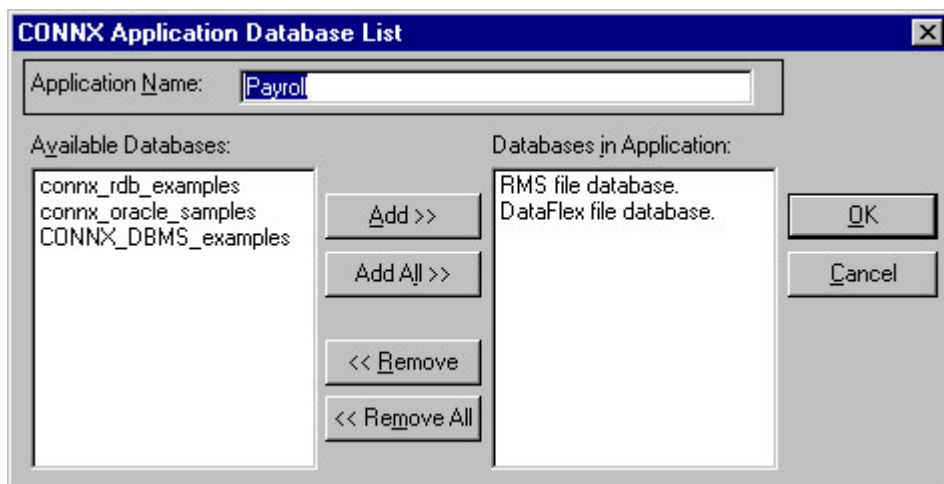 CONNX Application Database List
Application Name: Payroll
Available Databases:
connx_rdb_examples
connx_oracle_samples
CONNX_DBMS_examples
Add >>
Add All >>
<< Remove
<< Remove All
Databases in Application:
RMS file database.
DataFlex file database.
OK
Cancel